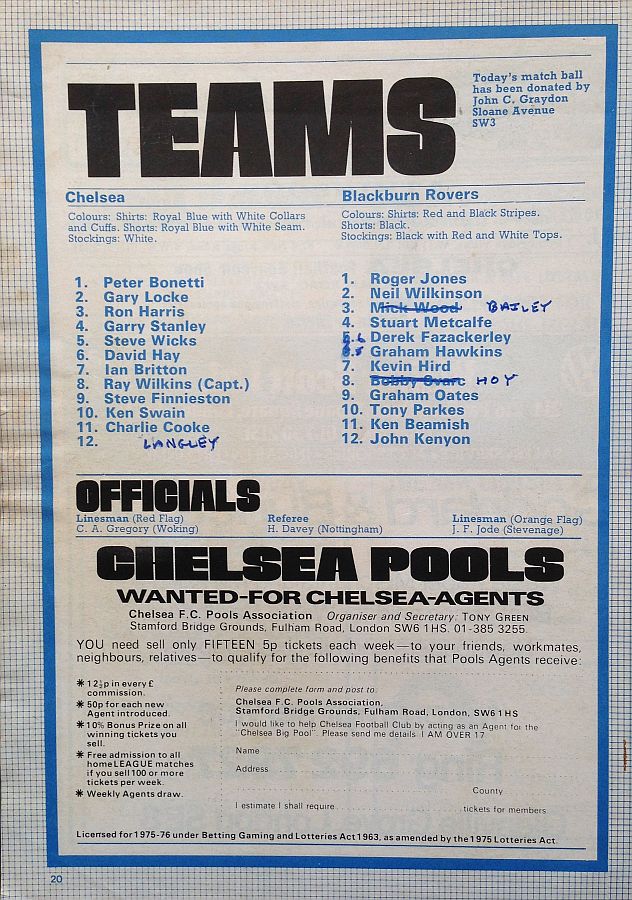 TEAMS
Today's match ball
has been donated by
John C. Graydon
Sloane Avenue
SW3
Chelsea
Colours: Shirts: Royal Blue with White Collars
and Cuffs. Shorts: Royal Blue with White Seam.
Stockings: White.
Blackburn Rovers
Colours: Shirts: Red and Black Stripes.
Shorts: Black.
Stockings: Black with Red and White Tops.
1. Peter Bonetti
2. Gary Locke
3. Ron Harris
4. Garry Stanley
5. Steve Wicks
6. David Hay
7. Ian Britton
8. Ray Wilkins (Capt.)
9. Steve Finnieston
10. Ken Swain
11. Charlie Cooke
12. LANGLEY
1. Roger Jones
2. Neil Wilkinson
3. Mick Wood BAILEY
4. Stuart Metcalfe
5. 6 Derek Fazackerley
6. 5 Graham Hawkins
7. Kevin Hird
8. Bobby Svarc HOY
9. Graham Oates
10. Tony Parkes
11. Ken Beamish
12. John Kenyon
OFFICIALS
Linesman (Red Flag)
C. A. Gregory (Woking)
Referee
H. Davey (Nottingham)
Linesman (Orange Flag)
J. F. Jode (Stevenage)
CHELSEA POOLS
WANTED-FOR CHELSEA-AGENTS
Chelsea F.C. Pools Association Organiser and Secretary: TONY GREEN
Stamford Bridge Grounds, Fulham Road, London SW6 1HS. 01-385 3255.
YOU need sell only FIFTEEN 5p tickets each week—to your friends, workmates,
neighbours, relatives—to qualify for the following benefits that Pools Agents receive:
* 12½p in every £
commission.
* 50p for each new
Agent introduced.
* 10% Bonus Prize on all
winning tickets you
sell.
* Free admission to all
home LEAGUE matches
if you sell 100 or more
tickets per week.
* Weekly Agents draw.
Please complete form and post to:
Chelsea F.C. Pools Association,
Stamford Bridge Grounds, Fulham Road, London, SW6 1HS
I would like to help Chelsea Football Club by acting as an Agent for the
"Chelsea Big Pool". Please send me details. I AM OVER 17
Name
Address
County
I estimate I shall require tickets for members
Licensed for 1975-76 under Betting Gaming and Lotteries Act 1963, as amended by the 1975 Lotteries Act.
20